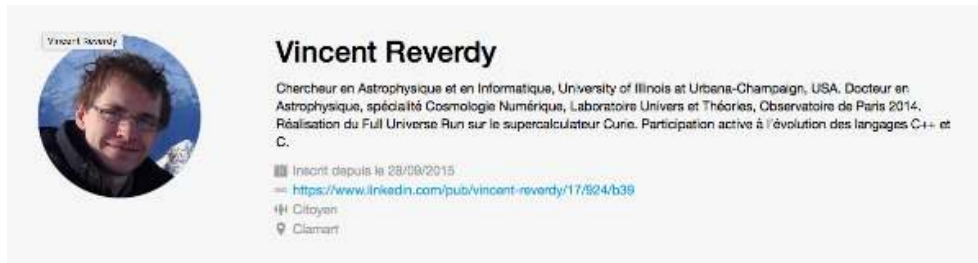 Vincent Reverdy
Vincent Reverdy
Chercheur en Astrophysique et en Informatique, University of Illinois at Urbana-Champaign, USA. Docteur en
Astrophysique, spécialité Cosmologie Numérique, Laboratoire Univers et Théories, Observatoire de Paris 2014.
Réalisation du Full Universe Run sur le supercalculateur Curie. Participation active à l'évolution des langages C++ et
C.
Inscrit depuis le 28/09/2015
https://www.linkedin.com/pub/vincent-reverdy/17/924/b39
Citoyen
Clamart